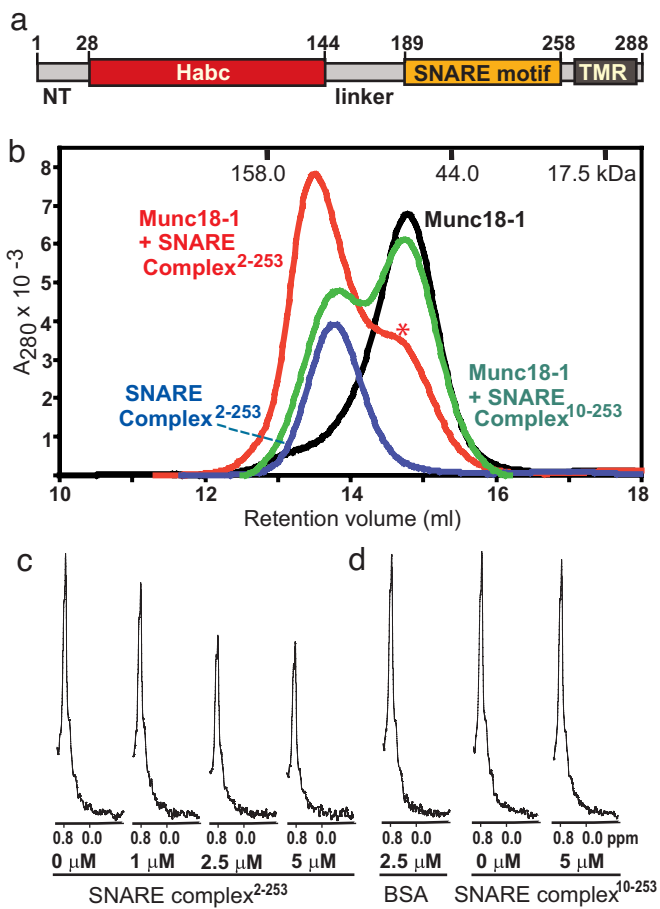 a
1 28 144 189 258 288
Habc SNARE motif TMR
NT linker
b
8
7
6
5
4
3
2
1
A280 x 10 -3
158.0 44.0 17.5 kDa
Munc18-1
+ SNARE
Complex2-253
Munc18-1
*
SNARE
Complex2-253
Munc18-1
+ SNARE
Complex10-253
10 12 14 16 18
Retention volume (ml)
c d
0.8 0.0 0.8 0.0 0.8 0.0 0.8 0.0 0.8 0.0 0.8 0.0 0.8 0.0 ppm
0 μM 1 μM 2.5 μM 5 μM 2.5 μM 0 μM 5 μM
SNARE complex2-253 BSA SNARE complex10-253